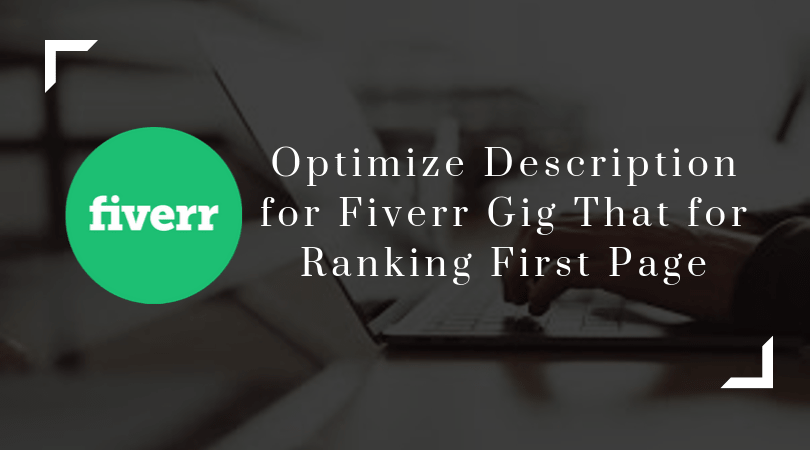 fiverr
Optimize Description
for Fiverr Gig That for
Ranking First Page